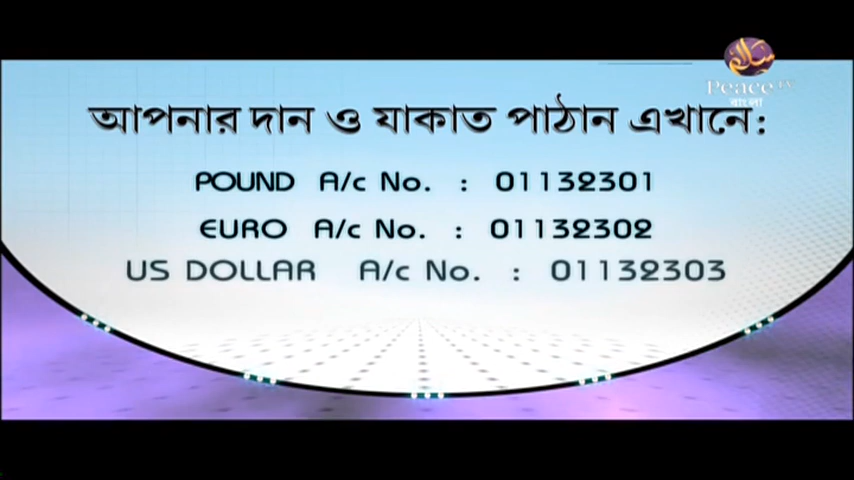 Peace TV
বাংলা
আপনার দান ও যাকাত পাঠান এখানে:
POUND A/c No. : 01132301
EURO A/c No. : 01132302
US DOLLAR A/c No. : 01132303